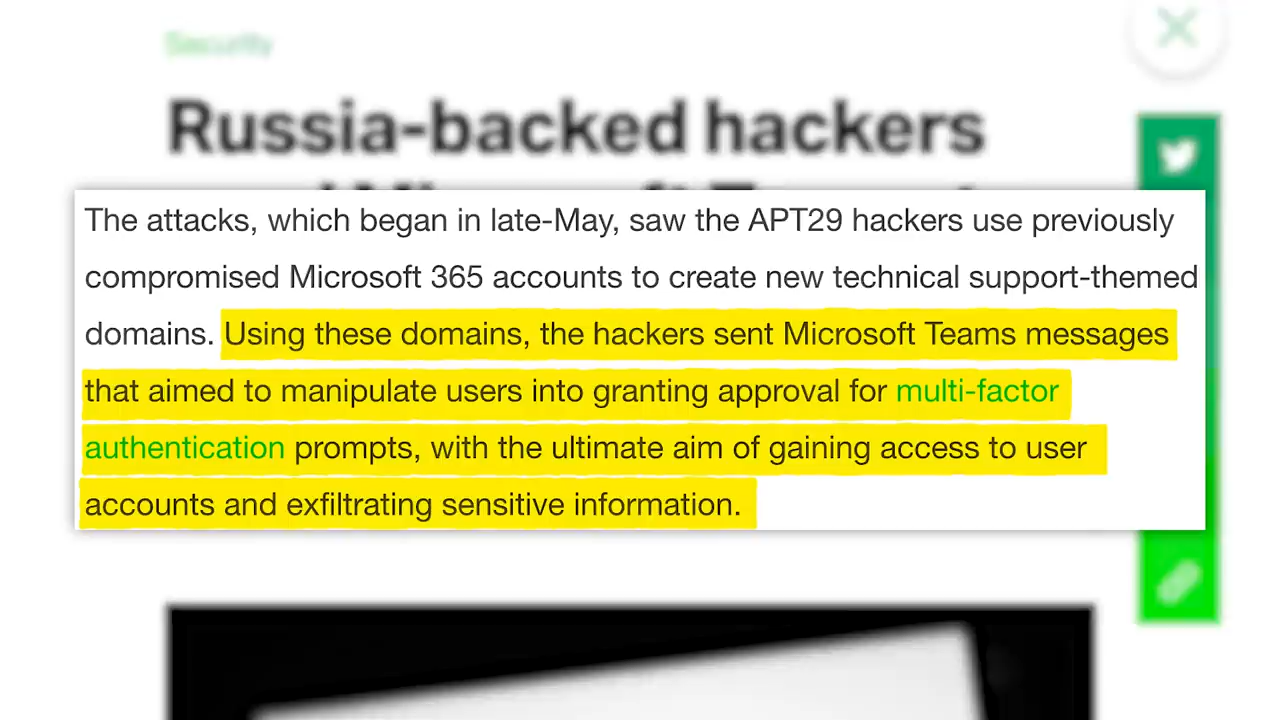 Security
Russia-backed hackers
The attacks, which began in late-May, saw the APT29 hackers use previously
compromised Microsoft 365 accounts to create new technical support-themed
domains. Using these domains, the hackers sent Microsoft Teams messages
that aimed to manipulate users into granting approval for multi-factor
authentication prompts, with the ultimate aim of gaining access to user
accounts and exfiltrating sensitive information.